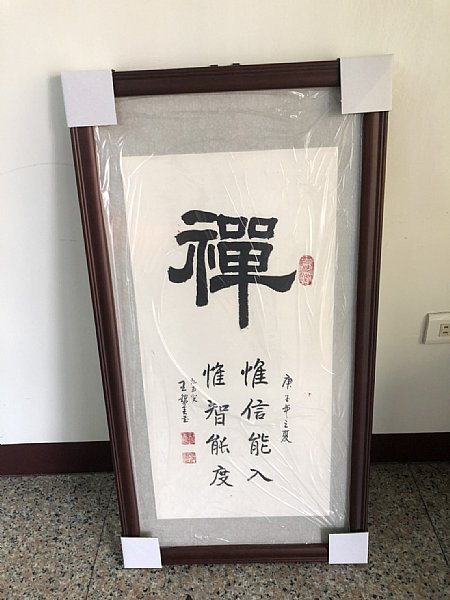 禪
庚子年之夏
惟信能入
惟智能度